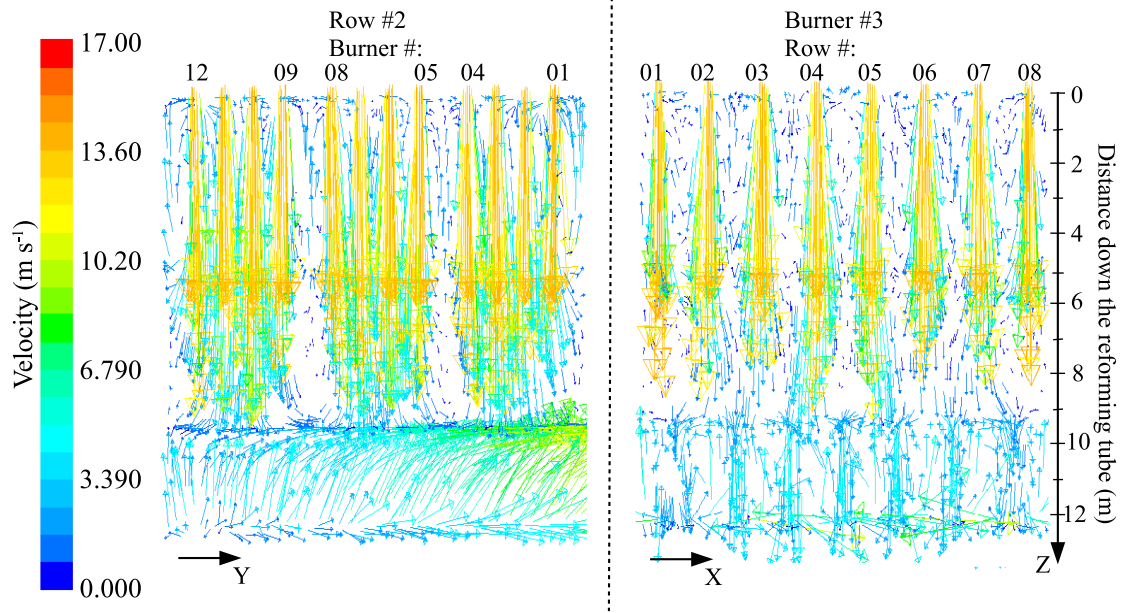 Row #2
Burner #:
12 09 08 05 04 01
Burner #3
Row #:
01 02 03 04 05 06 07 08
Velocity (m s-1)
17.00
13.60
10.20
6.790
3.390
0.000
0
2
4
6
8
10
12
Distance down the reforming tube (m)
Y
X
Z